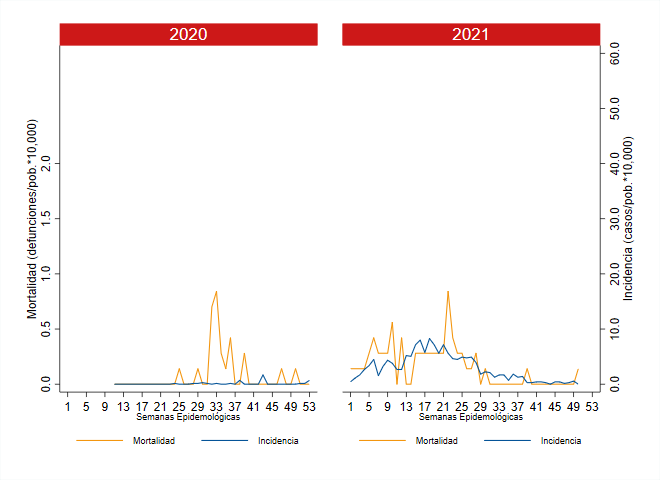 2020
2021
Mortalidad (defunciones/pob.*10,000)
2.0
1.5
1.0
0.5
0.0
60.0
50.0
40.0
30.0
20.0
10.0
0.0
Incidencia (casos/pob.*10,000)
1 5 9 13 17 21 25 29 33 37 41 45 49 53
1 5 9 13 17 21 25 29 33 37 41 45 49 53
Semanas Epidemológicas
Semanas Epidemológicas
Mortalidad Incidencia
Mortalidad Incidencia